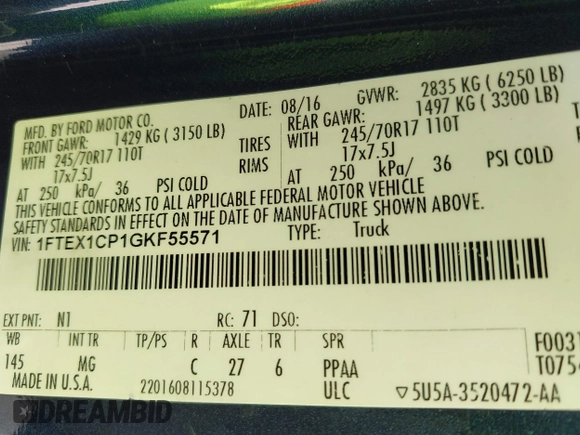 MFD. BY FORD MOTOR CO.
DATE: 08/16 GVWR: 2835 KG ( 6250 LB)
FRONT GAWR: 1429 KG ( 3150 LB) REAR GAWR: 1497 KG ( 3300 LB)
WITH 245/70R17 110T TIRES WITH 245/70R17 110T
17x7.5J RIMS 17x7.5J
AT 250 kPa/ 36 PSI COLD AT 250 kPa/ 36 PSI COLD
THIS VEHICLE CONFORMS TO ALL APPLICABLE FEDERAL MOTOR VEHICLE
SAFETY STANDARDS IN EFFECT ON THE DATE OF MANUFACTURE SHOWN ABOVE.
VIN: 1FTEX1CP1GKF55571 TYPE: Truck
EXT PNT: N1 RC: 71 DSO:
WB INT TR TP/PS R AXLE TR SPR
145 MG C 27 6 PPAA
F003
T075
MADE IN U.S.A. 2201608115378 ULC ▽5U5A-3520472-AA
DREAMBID